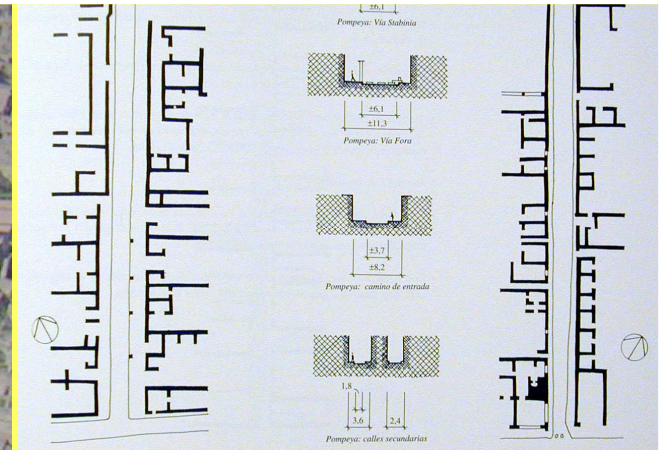 ±6,1
Pompeya: Vía Stabinia
±6,1
±11,3
Pompeya: Vía Fora
±3,7
±8,2
Pompeya: camino de entrada
1,8
3,6 2,4
Pompeya: calles secundarias